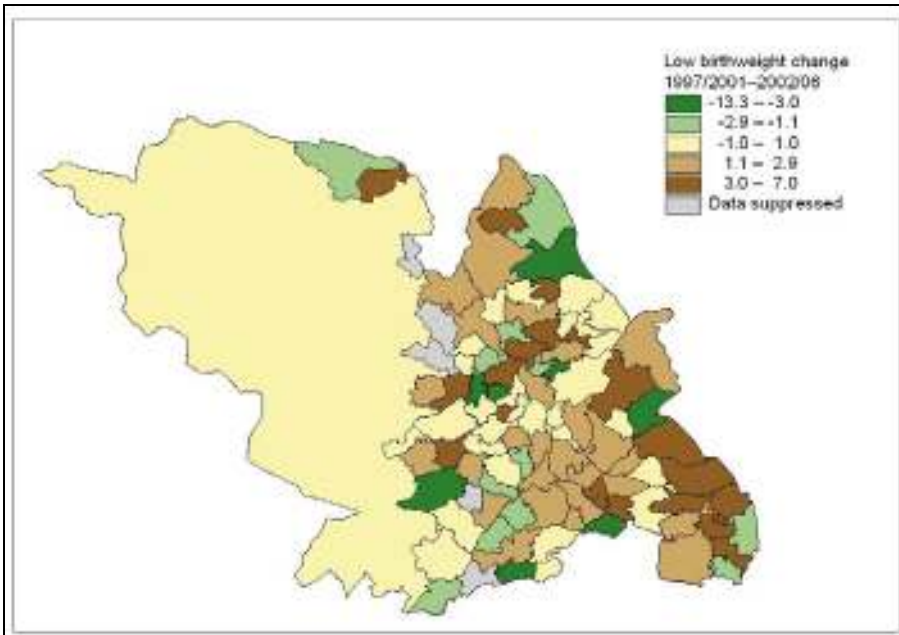 Low birthweight change
1997/2001–2002/06
-13.3 – -3.0
-2.9 – -1.1
-1.0 – 1.0
1.1 – 2.9
3.0 – 7.0
Data suppressed